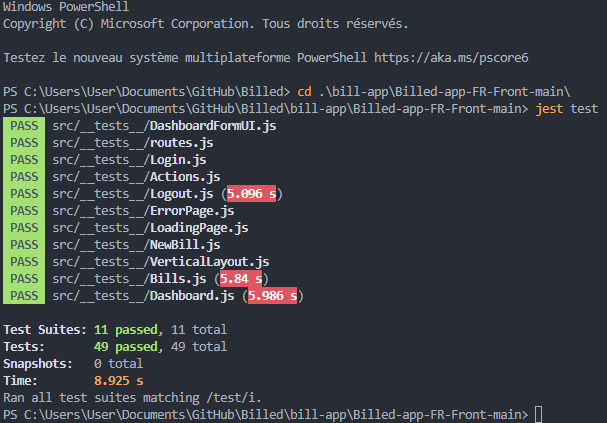 Windows PowerShell
Copyright (C) Microsoft Corporation. Tous droits réservés.
Testez le nouveau système multiplateforme PowerShell https://aka.ms/pscore6
PS C:\Users\User\Documents\GitHub\Billed> cd .\bill-app\Billed-app-FR-Front-main\
PS C:\Users\User\Documents\GitHub\Billed\bill-app\Billed-app-FR-Front-main> jest test
PASS src/__tests__/DashboardFormUI.js
PASS src/__tests__/routes.js
PASS src/__tests__/Login.js
PASS src/__tests__/Actions.js
PASS src/__tests__/Logout.js (5.096 s)
PASS src/__tests__/ErrorPage.js
PASS src/__tests__/LoadingPage.js
PASS src/__tests__/NewBill.js
PASS src/__tests__/VerticalLayout.js
PASS src/__tests__/Bills.js (5.84 s)
PASS src/__tests__/Dashboard.js (5.986 s)
Test Suites: 11 passed, 11 total
Tests: 49 passed, 49 total
Snapshots: 0 total
Time: 8.925 s
Ran all test suites matching /test/i.
PS C:\Users\User\Documents\GitHub\Billed\bill-app\Billed-app-FR-Front-main>